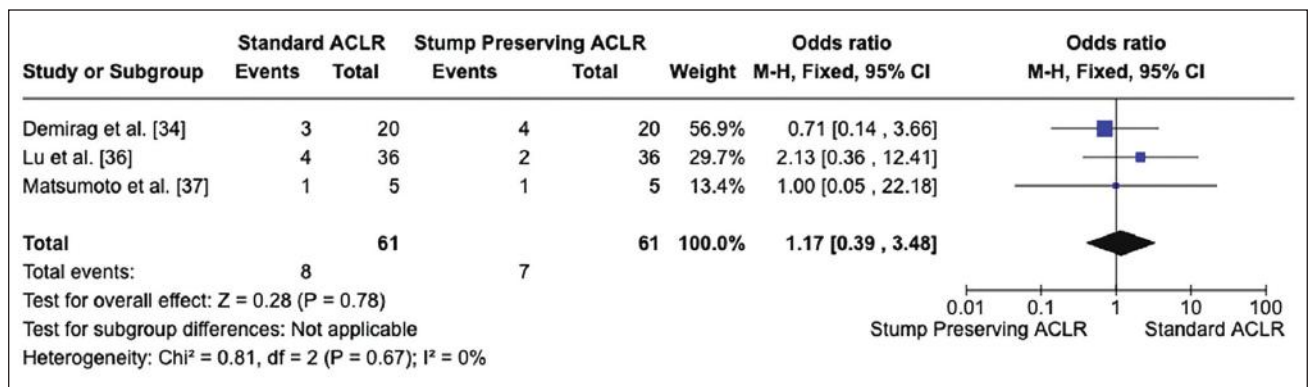 Standard ACLR Stump Preserving ACLR Odds ratio Odds ratio
Study or Subgroup Events Total Events Total Weight M-H, Fixed, 95% CI M-H, Fixed, 95% CI
Demirag et al. [34] 3 20 4 20 56.9% 0.71 [0.14 , 3.66]
Lu et al. [36] 4 36 2 36 29.7% 2.13 [0.36 , 12.41]
Matsumoto et al. [37] 1 5 1 5 13.4% 1.00 [0.05 , 22.18]
Total 61 61 100.0% 1.17 [0.39 , 3.48]
Total events: 8 7
Test for overall effect: Z = 0.28 (P = 0.78)
Test for subgroup differences: Not applicable
Heterogeneity: Chi² = 0.81, df = 2 (P = 0.67); I² = 0%
0.01 0.1 1 10 100
Stump Preserving ACLR Standard ACLR